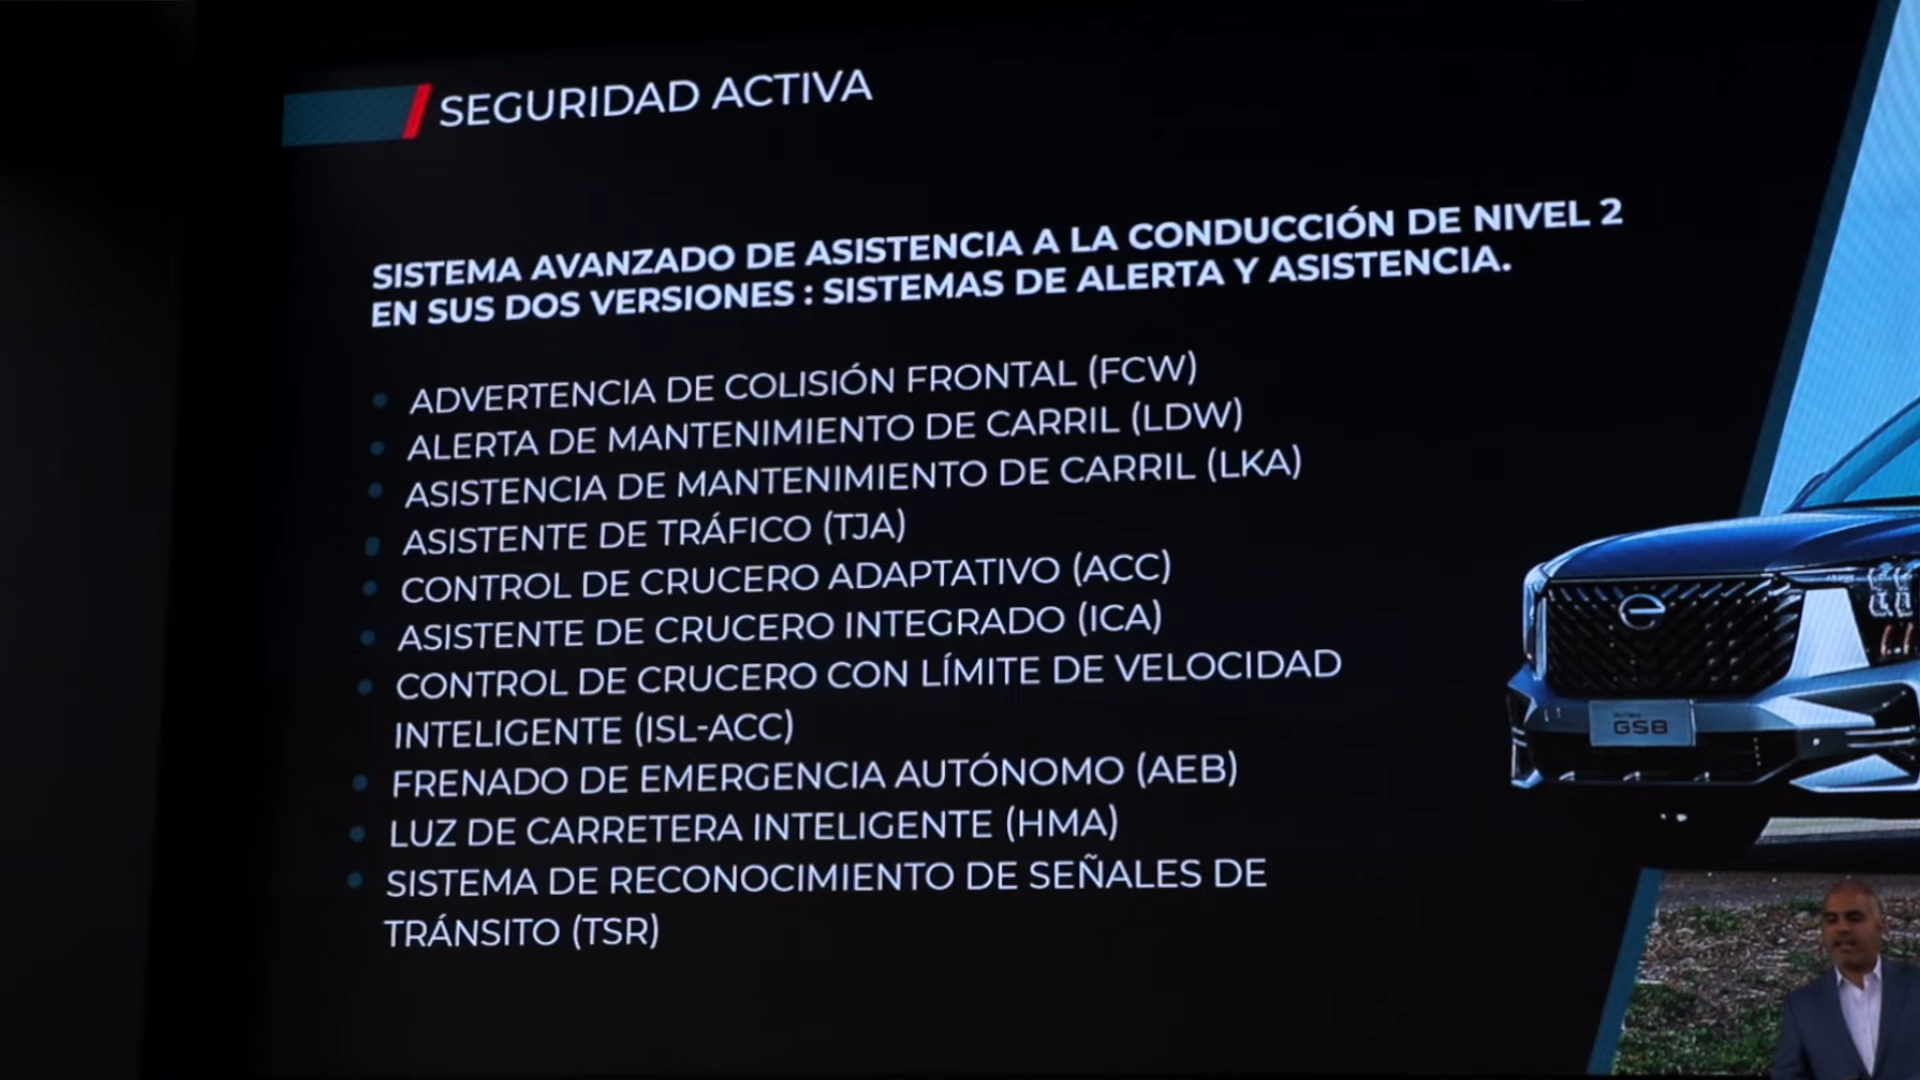 SEGURIDAD ACTIVA
SISTEMA AVANZADO DE ASISTENCIA A LA CONDUCCIÓN DE NIVEL 2
EN SUS DOS VERSIONES : SISTEMAS DE ALERTA Y ASISTENCIA.
ADVERTENCIA DE COLISIÓN FRONTAL (FCW)
ALERTA DE MANTENIMIENTO DE CARRIL (LDW)
ASISTENCIA DE MANTENIMIENTO DE CARRIL (LKA)
ASISTENTE DE TRÁFICO (TJA)
CONTROL DE CRUCERO ADAPTATIVO (ACC)
ASISTENTE DE CRUCERO INTEGRADO (ICA)
CONTROL DE CRUCERO CON LÍMITE DE VELOCIDAD
INTELIGENTE (ISL-ACC)
FRENADO DE EMERGENCIA AUTÓNOMO (AEB)
LUZ DE CARRETERA INTELIGENTE (HMA)
SISTEMA DE RECONOCIMIENTO DE SEÑALES DE
TRÁNSITO (TSR)
GS8